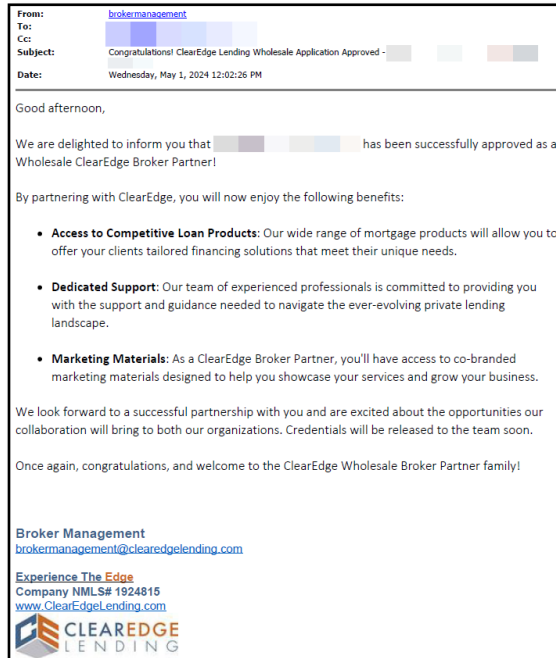 From: brokermanagement
To:
Cc:
Subject: Congratulations! ClearEdge Lending Wholesale Application Approved -
Date: Wednesday, May 1, 2024 12:02:26 PM
Good afternoon,
We are delighted to inform you that has been successfully approved as a
Wholesale ClearEdge Broker Partner!
By partnering with ClearEdge, you will now enjoy the following benefits:
• Access to Competitive Loan Products: Our wide range of mortgage products will allow you to
offer your clients tailored financing solutions that meet their unique needs.
• Dedicated Support: Our team of experienced professionals is committed to providing you
with the support and guidance needed to navigate the ever-evolving private lending
landscape.
• Marketing Materials: As a ClearEdge Broker Partner, you'll have access to co-branded
marketing materials designed to help you showcase your services and grow your business.
We look forward to a successful partnership with you and are excited about the opportunities our
collaboration will bring to both our organizations. Credentials will be released to the team soon.
Once again, congratulations, and welcome to the ClearEdge Wholesale Broker Partner family!
Broker Management
brokermanagement@clearedgelending.com
Experience The Edge
Company NMLS# 1924815
www.ClearEdgeLending.com
CLEAREDGE
LENDING